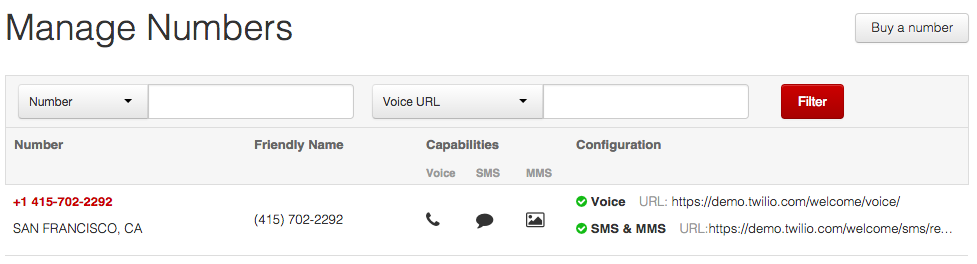 Manage Numbers
Buy a number
Number Voice URL Filter
Number Friendly Name Capabilities Configuration
Voice SMS MMS
+1 415-702-2292
SAN FRANCISCO, CA
(415) 702-2292
Voice URL: https://demo.twilio.com/welcome/voice/
SMS & MMS URL:https://demo.twilio.com/welcome/sms/re...